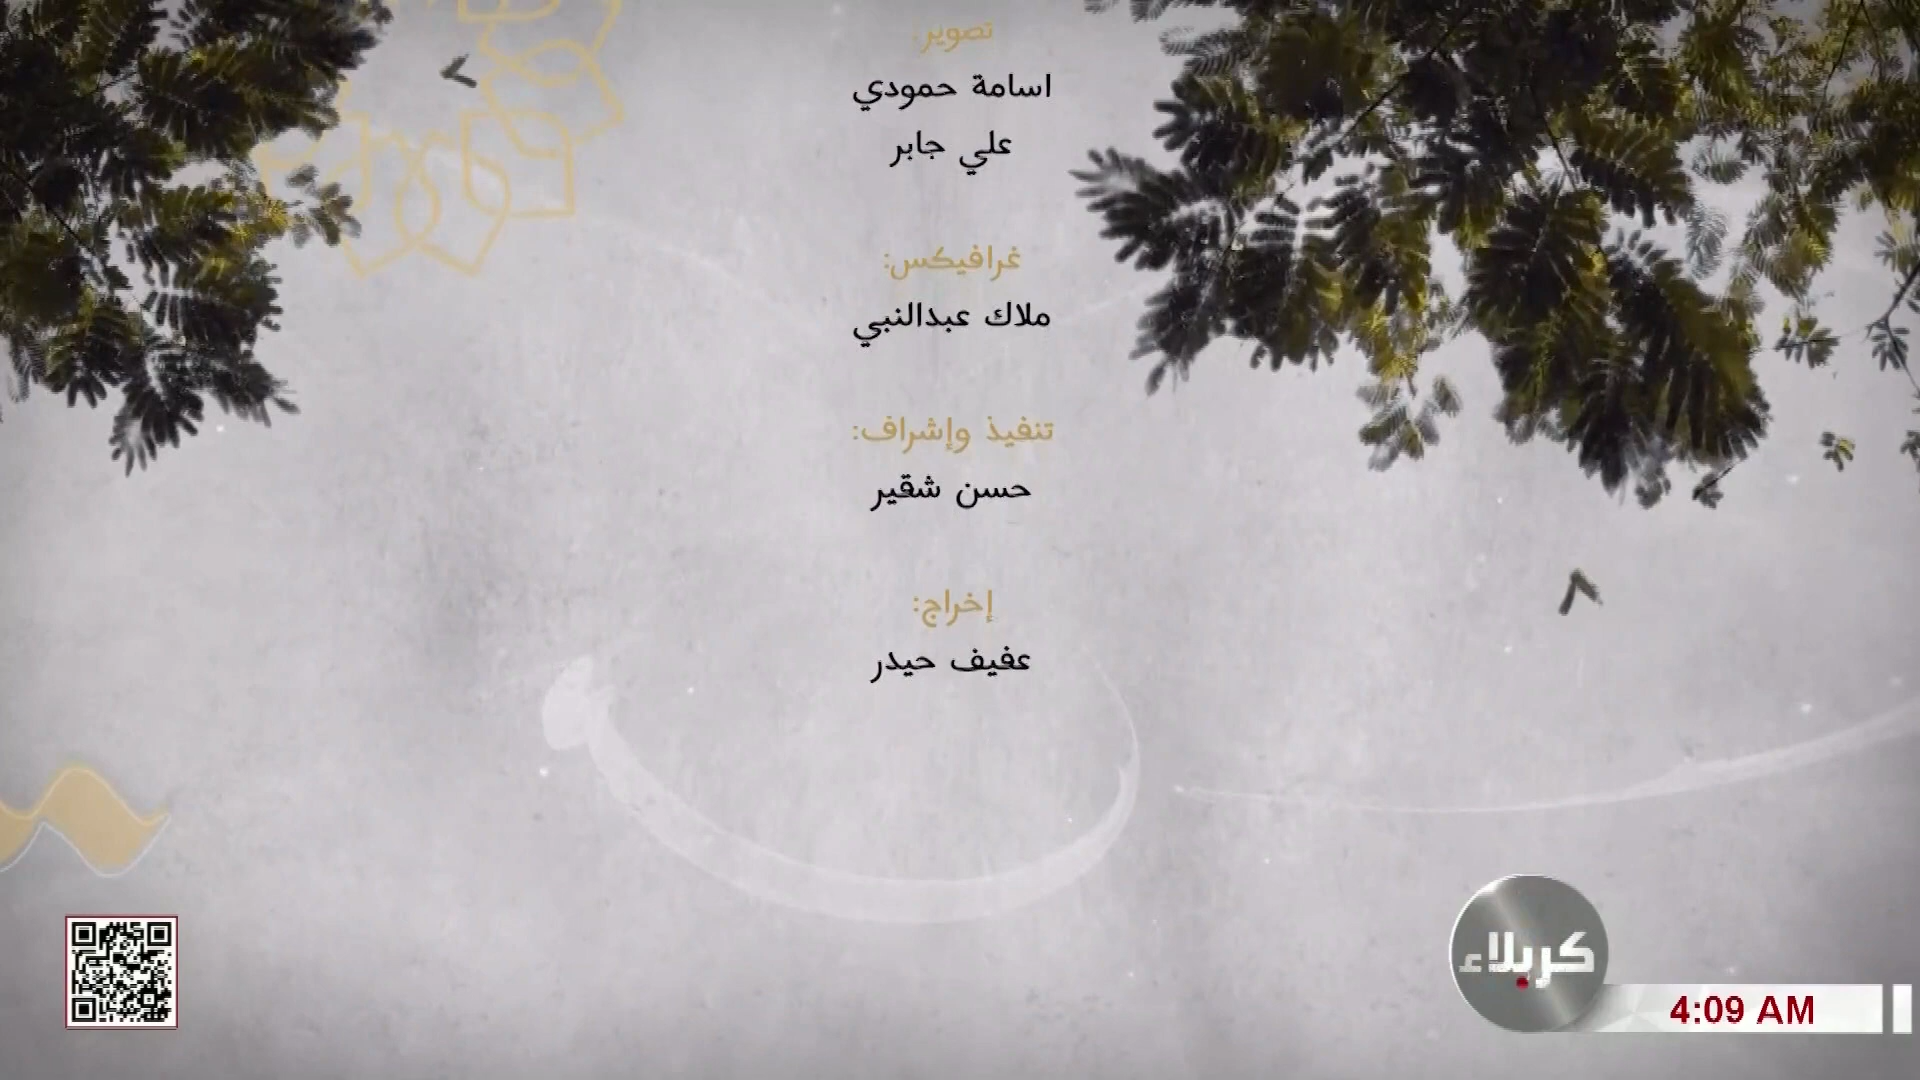 تصوير:
اسامة حمودي
علي جابر
غرافيكس:
ملاك عبدالنبي
تنفيذ وإشراف:
حسن شقير
إخراج:
عفيف حيدر
كربلاء
4:09 AM